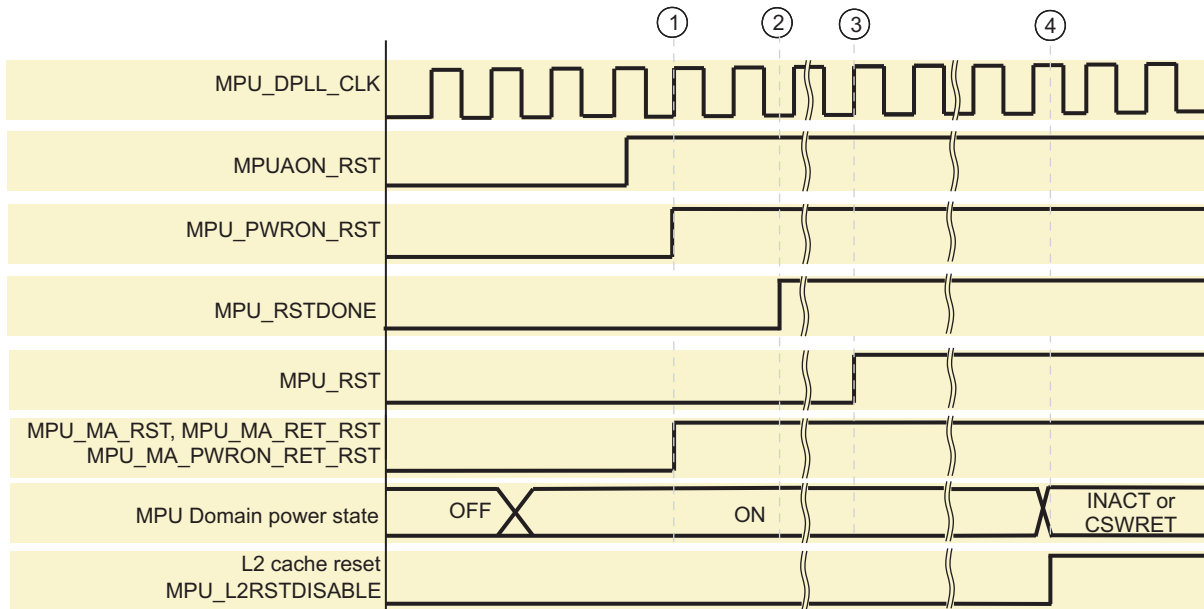 1 2 3 4
MPU_DPLL_CLK
MPUAON_RST
MPU_PWRON_RST
MPU_RSTDONE
MPU_RST
MPU_MA_RST, MPU_MA_RET_RST
MPU_MA_PWRON_RET_RST
MPU Domain power state
OFF
ON
INACT or
CSWRET
L2 cache reset
MPU_L2RSTDISABLE